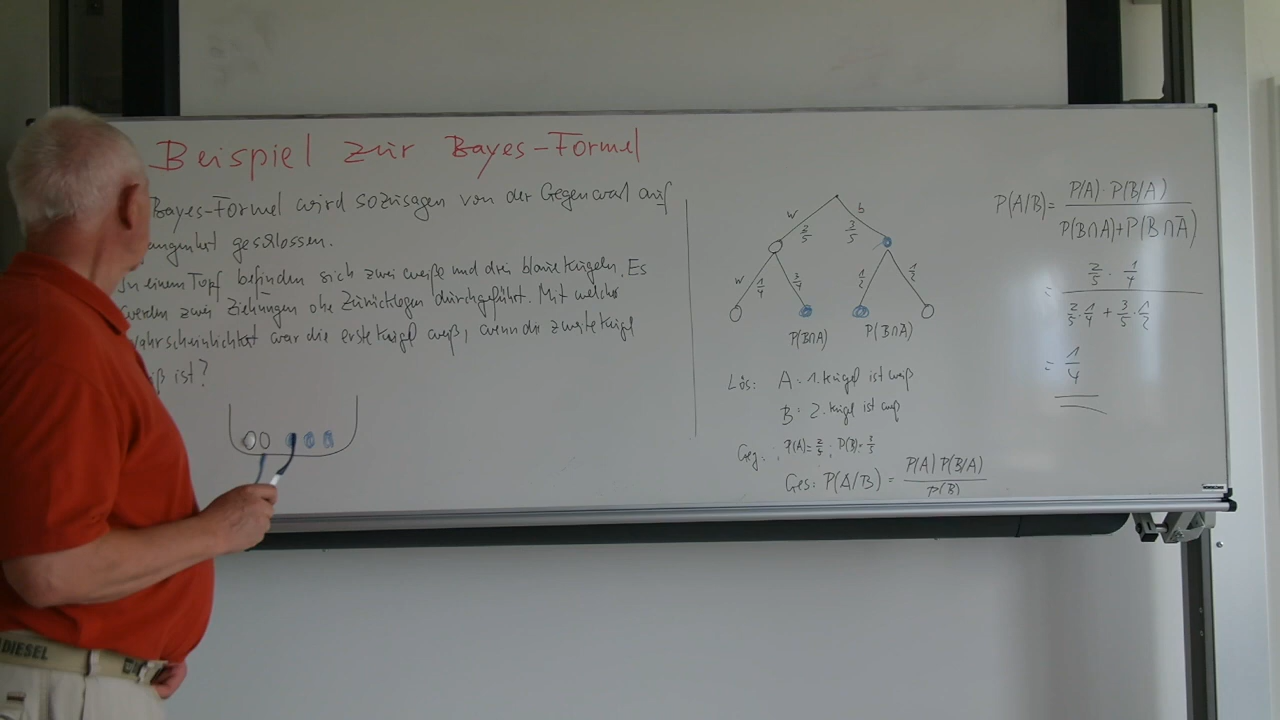 Beispiel zur Bayes-Formel
Bayes-Formel wird sozusagen von der Gegenwart auf
geschlossen.
In einem Topf befinden sich zwei weiße und drei blaue Kugeln. Es
werden zwei Ziehungen ohne Zurücklegen durchgeführt. Mit welcher
Wahrscheinlichkeit war die erste Kugel weiß, wenn die zweite Kugel
ist?
w b
2/5 3/5
w 1/4 3/4 1/2 1/2
P(B∩A) P(B∩Ā)
Lös: A = 1. Kugel ist weiß
B = 2. Kugel ist weiß
Geg.: P(A)=2/5; P(B)=3/5
Ges: P(A/B) = P(A) P(B/A) / P(B)
P(A/B) = P(A) P(B/A) / P(B∩A)+P(B∩Ā)
= 2/5 · 1/4 / 2/5 · 1/4 + 3/5 · 1/2
= 1/4
DIESEL